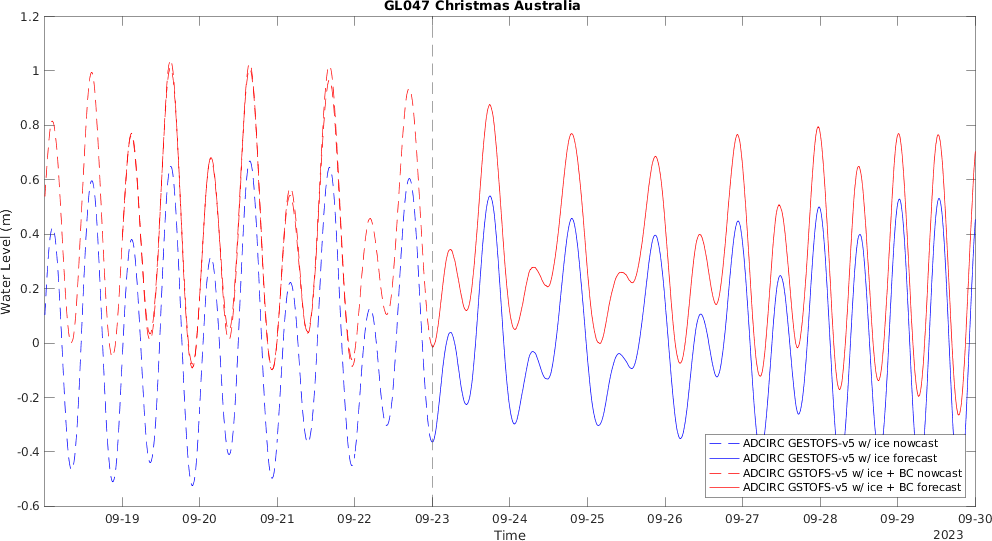 GL047 Christmas Australia
1.2
1
0.8
0.6
0.4
0.2
0
-0.2
-0.4
-0.6
Water Level (m)
ADCIRC GESTOFS-v5 w/ ice nowcast
ADCIRC GESTOFS-v5 w/ ice forecast
ADCIRC GSTOFS-v5 w/ ice + BC nowcast
ADCIRC GSTOFS-v5 w/ ice + BC forecast
09-19 09-20 09-21 09-22 09-23 09-24 09-25 09-26 09-27 09-28 09-29 09-30
Time
2023